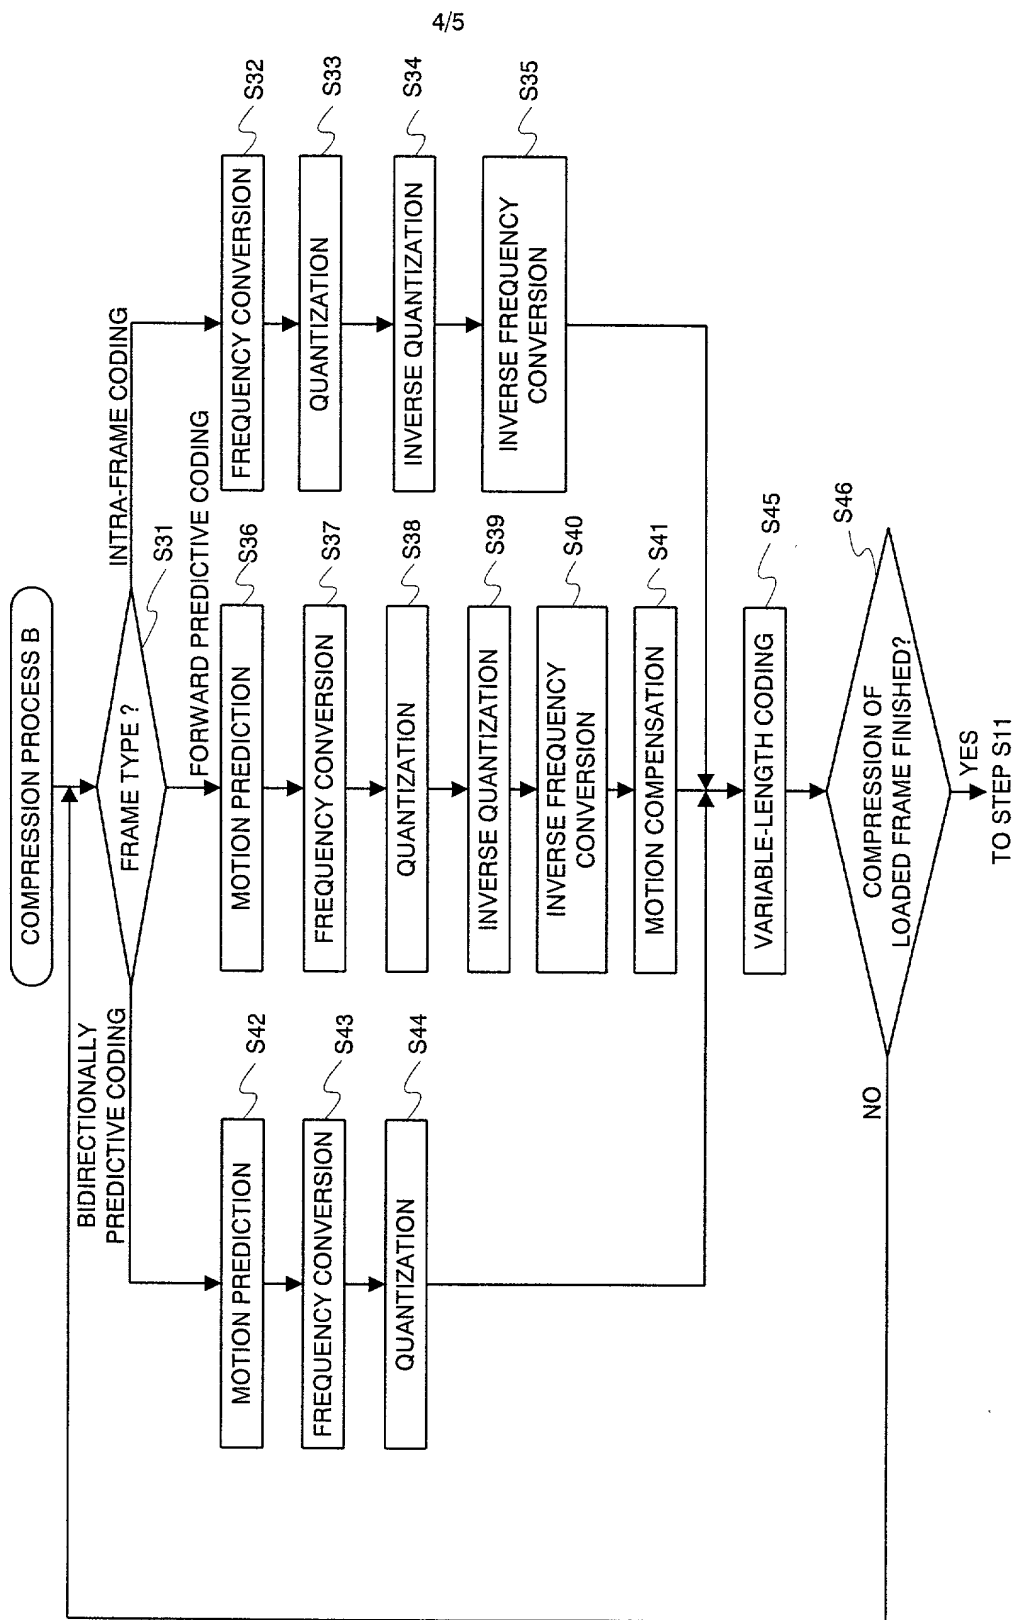 4/5
COMPRESSION PROCESS B
FRAME TYPE ?
S31
INTRA-FRAME CODING
FREQUENCY CONVERSION
S32
QUANTIZATION
S33
INVERSE QUANTIZATION
S34
INVERSE FREQUENCY
CONVERSION
S35
FORWARD PREDICTIVE CODING
MOTION PREDICTION
S36
FREQUENCY CONVERSION
S37
QUANTIZATION
S38
INVERSE QUANTIZATION
S39
INVERSE FREQUENCY
CONVERSION
S40
MOTION COMPENSATION
S41
BIDIRECTIONALLY
PREDICTIVE CODING
MOTION PREDICTION
S42
FREQUENCY CONVERSION
S43
QUANTIZATION
S44
VARIABLE-LENGTH CODING
S45
COMPRESSION OF
LOADED FRAME FINISHED?
S46
NO
YES
TO STEP S11